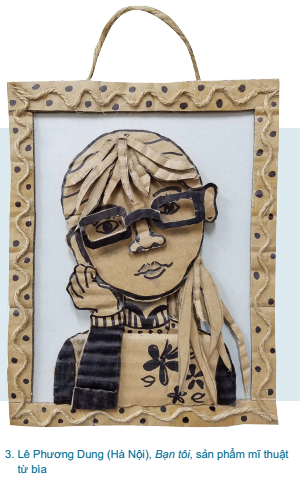 3. Lê Phương Dung (Hà Nội), Bạn tôi, sản phẩm mĩ thuật
từ bìa